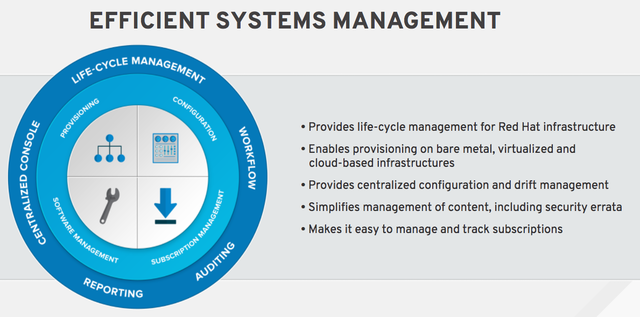 EFFICIENT SYSTEMS MANAGEMENT
LIFE-CYCLE MANAGEMENT
WORKFLOW
AUDITING
REPORTING
CENTRALIZED CONSOLE
PROVISIONING
CONFIGURATION
SUBSCRIPTION MANAGEMENT
SOFTWARE MANAGEMENT
• Provides life-cycle management for Red Hat infrastructure
• Enables provisioning on bare metal, virtualized and
cloud-based infrastructures
• Provides centralized configuration and drift management
• Simplifies management of content, including security errata
• Makes it easy to manage and track subscriptions